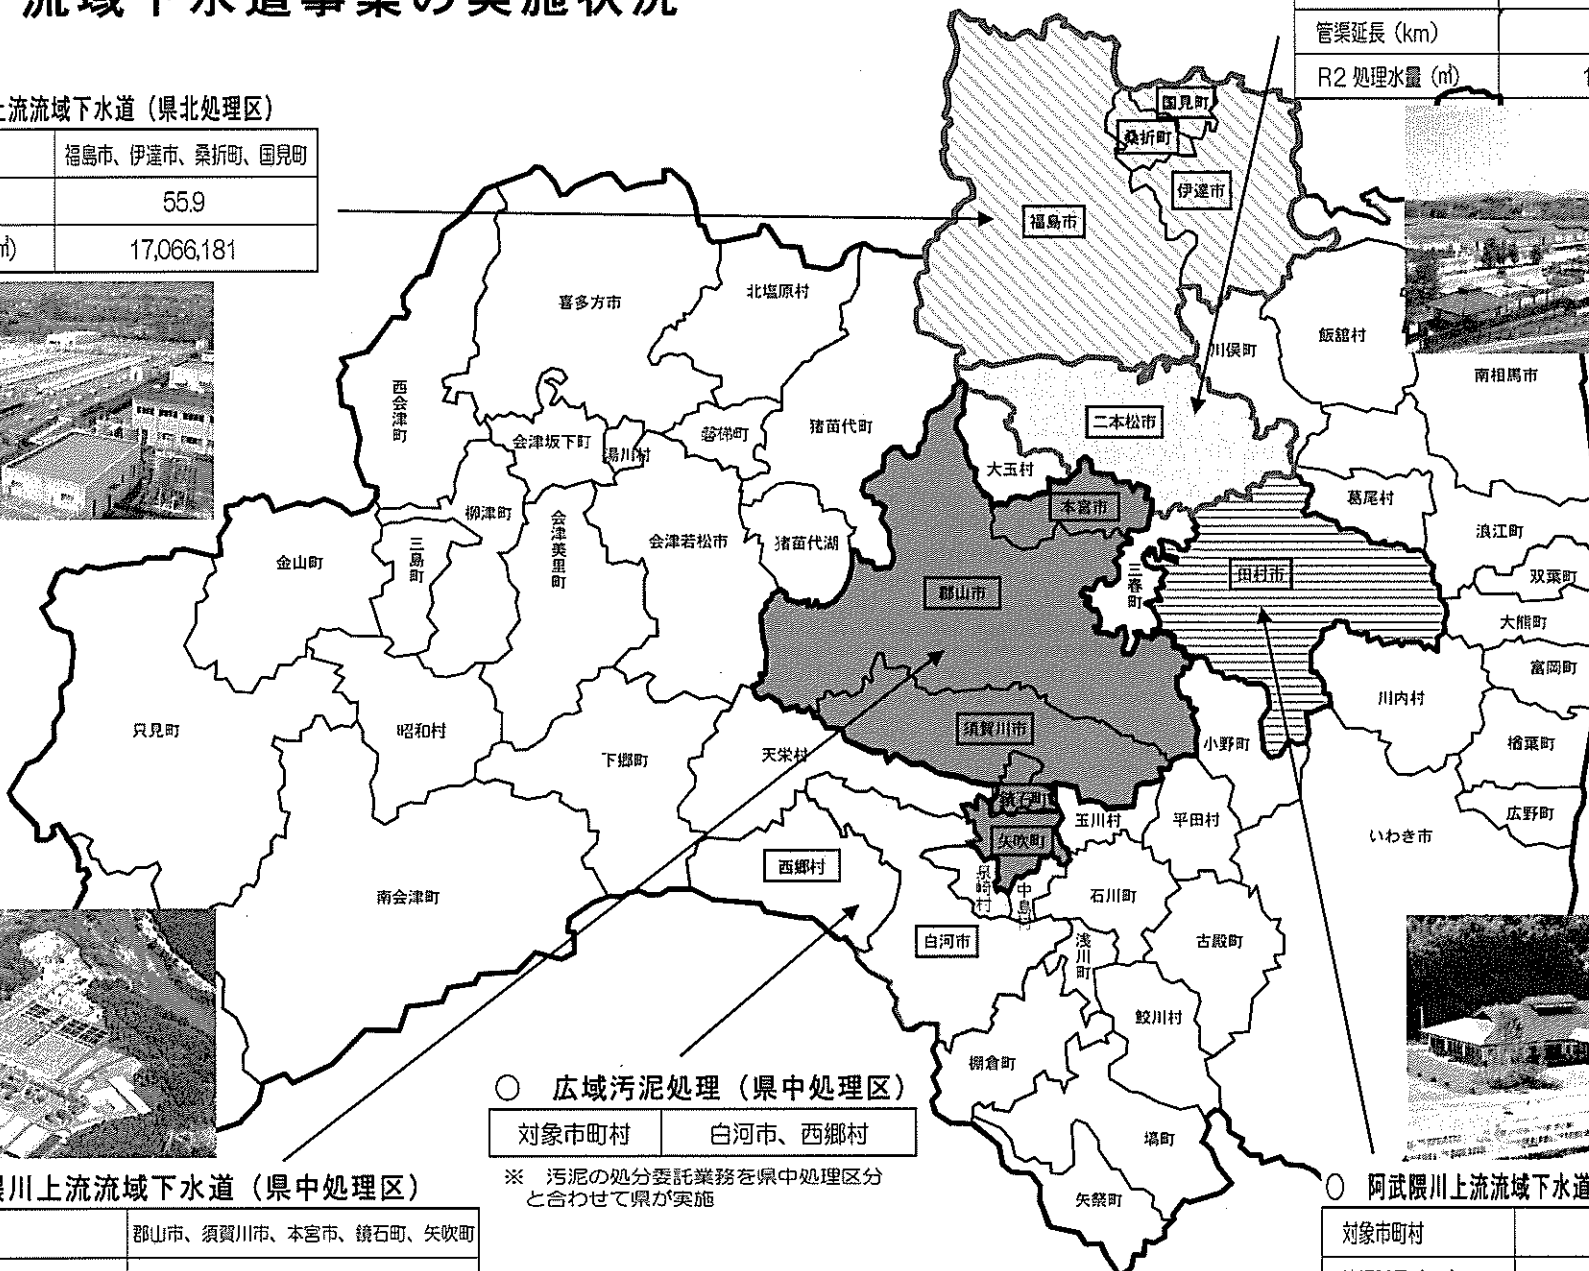 流域下水道事業の実施状況
管渠延長（km）
R2 処理水量（㎥）
上流流域下水道（県北処理区）
福島市、伊達市、桑折町、国見町
55.9
17,066,181
国見町
桑折町
伊達市
福島市
喜多方市
北塩原村
川俣町
飯舘村
南相馬市
西会津町
会津坂下町
湯川村
磐梯町
猪苗代町
二本松市
大玉村
本宮市
葛尾村
浪江町
柳津町
三島町
会津美里町
会津若松市
猪苗代湖
金山町
郡山市
三春町
田村市
双葉町
大熊町
富岡町
川内村
只見町
昭和村
下郷町
天栄村
須賀川市
小野町
楢葉町
鏡石町
玉川村
平田村
広野町
いわき市
矢吹町
西郷村
泉崎村
中島村
石川町
南会津町
白河市
浅川町
古殿町
鮫川村
棚倉町
塙町
矢祭町
○ 広域汚泥処理（県中処理区）
対象市町村 白河市、西郷村
※ 汚泥の処分委託業務を県中処理区分
と合わせて県が実施
川上流流域下水道（県中処理区）
郡山市、須賀川市、本宮市、鏡石町、矢吹町
○ 阿武隈川上流流域下水道
対象市町村